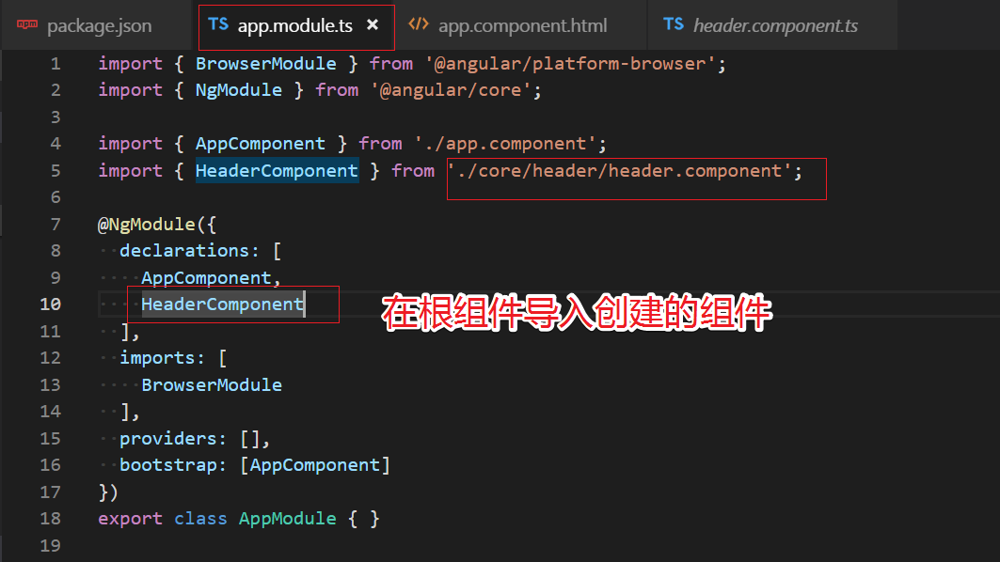 npm package.json TS app.module.ts × </> app.component.html TS header.component.ts
1 import { BrowserModule } from '@angular/platform-browser';
2 import { NgModule } from '@angular/core';
3
4 import { AppComponent } from './app.component';
5 import { HeaderComponent } from './core/header/header.component';
6
7 @NgModule({
8 declarations: [
9 AppComponent,
10 HeaderComponent
在根组件导入创建的组件
11 ],
12 imports: [
13 BrowserModule
14 ],
15 providers: [],
16 bootstrap: [AppComponent]
17 })
18 export class AppModule { }
19